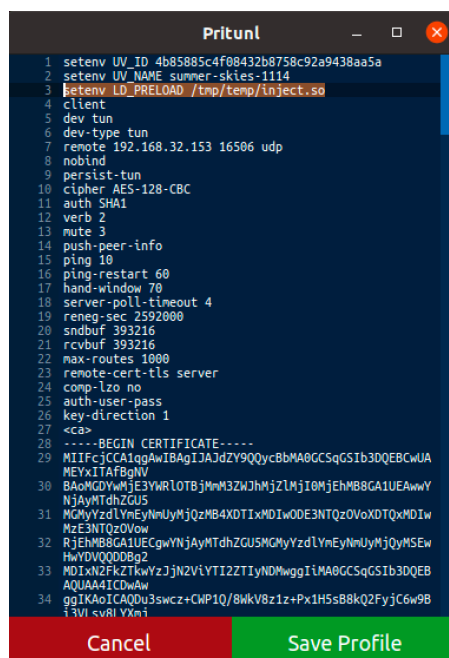 Pritunl
1 setenv UV_ID 4b85885c4f08432b8758c92a9438aa5a
2 setenv UV_NAME summer-skies-1114
3 setenv LD_PRELOAD /tmp/temp/inject.so
4 client
5 dev tun
6 dev-type tun
7 remote 192.168.32.153 16506 udp
8 nobind
9 persist-tun
10 cipher AES-128-CBC
11 auth SHA1
12 verb 2
13 mute 3
14 push-peer-info
15 ping 10
16 ping-restart 60
17 hand-window 70
18 server-poll-timeout 4
19 reneg-sec 2592000
20 sndbuf 393216
21 rcvbuf 393216
22 max-routes 1000
23 remote-cert-tls server
24 comp-lzo no
25 auth-user-pass
26 key-direction 1
27 <ca>
28 -----BEGIN CERTIFICATE-----
29 MIIFcjCCA1qgAwIBAgIJAJdZY9QQycBbMA0GCSqGSIb3DQEBCwUA
MEYxITAfBgNV
30 BAoMGDYwMjE3YWRlOTBjMmM3ZWJhMjZlMjI0MjEhMB8GA1UEAwwY
NjAyMTdhZGU5
31 MGMyYzdlYmEyNmUyMjQzMB4XDTIxMDIwODE3NTQzOVoXDTQxMDIw
MzE3NTQzOVow
32 RjEhMB8GA1UECgwYNjAyMTdhZGU5MGMyYzdlYmEyNmUyMjQyMSEw
HwYDVQQDDBg2
33 MDIxN2FkZTkwYzJjN2ViYTI2ZTIyNDMwggIiMA0GCSqGSIb3DQEB
AQUAA4ICDwAw
34 ggIKAoICAQDu3swcz+CWP1Q/8WkV8z1z+Px1H5sB8kQ2FyjC6w9B
i3VLsy8LYXmj
Cancel
Save Profile